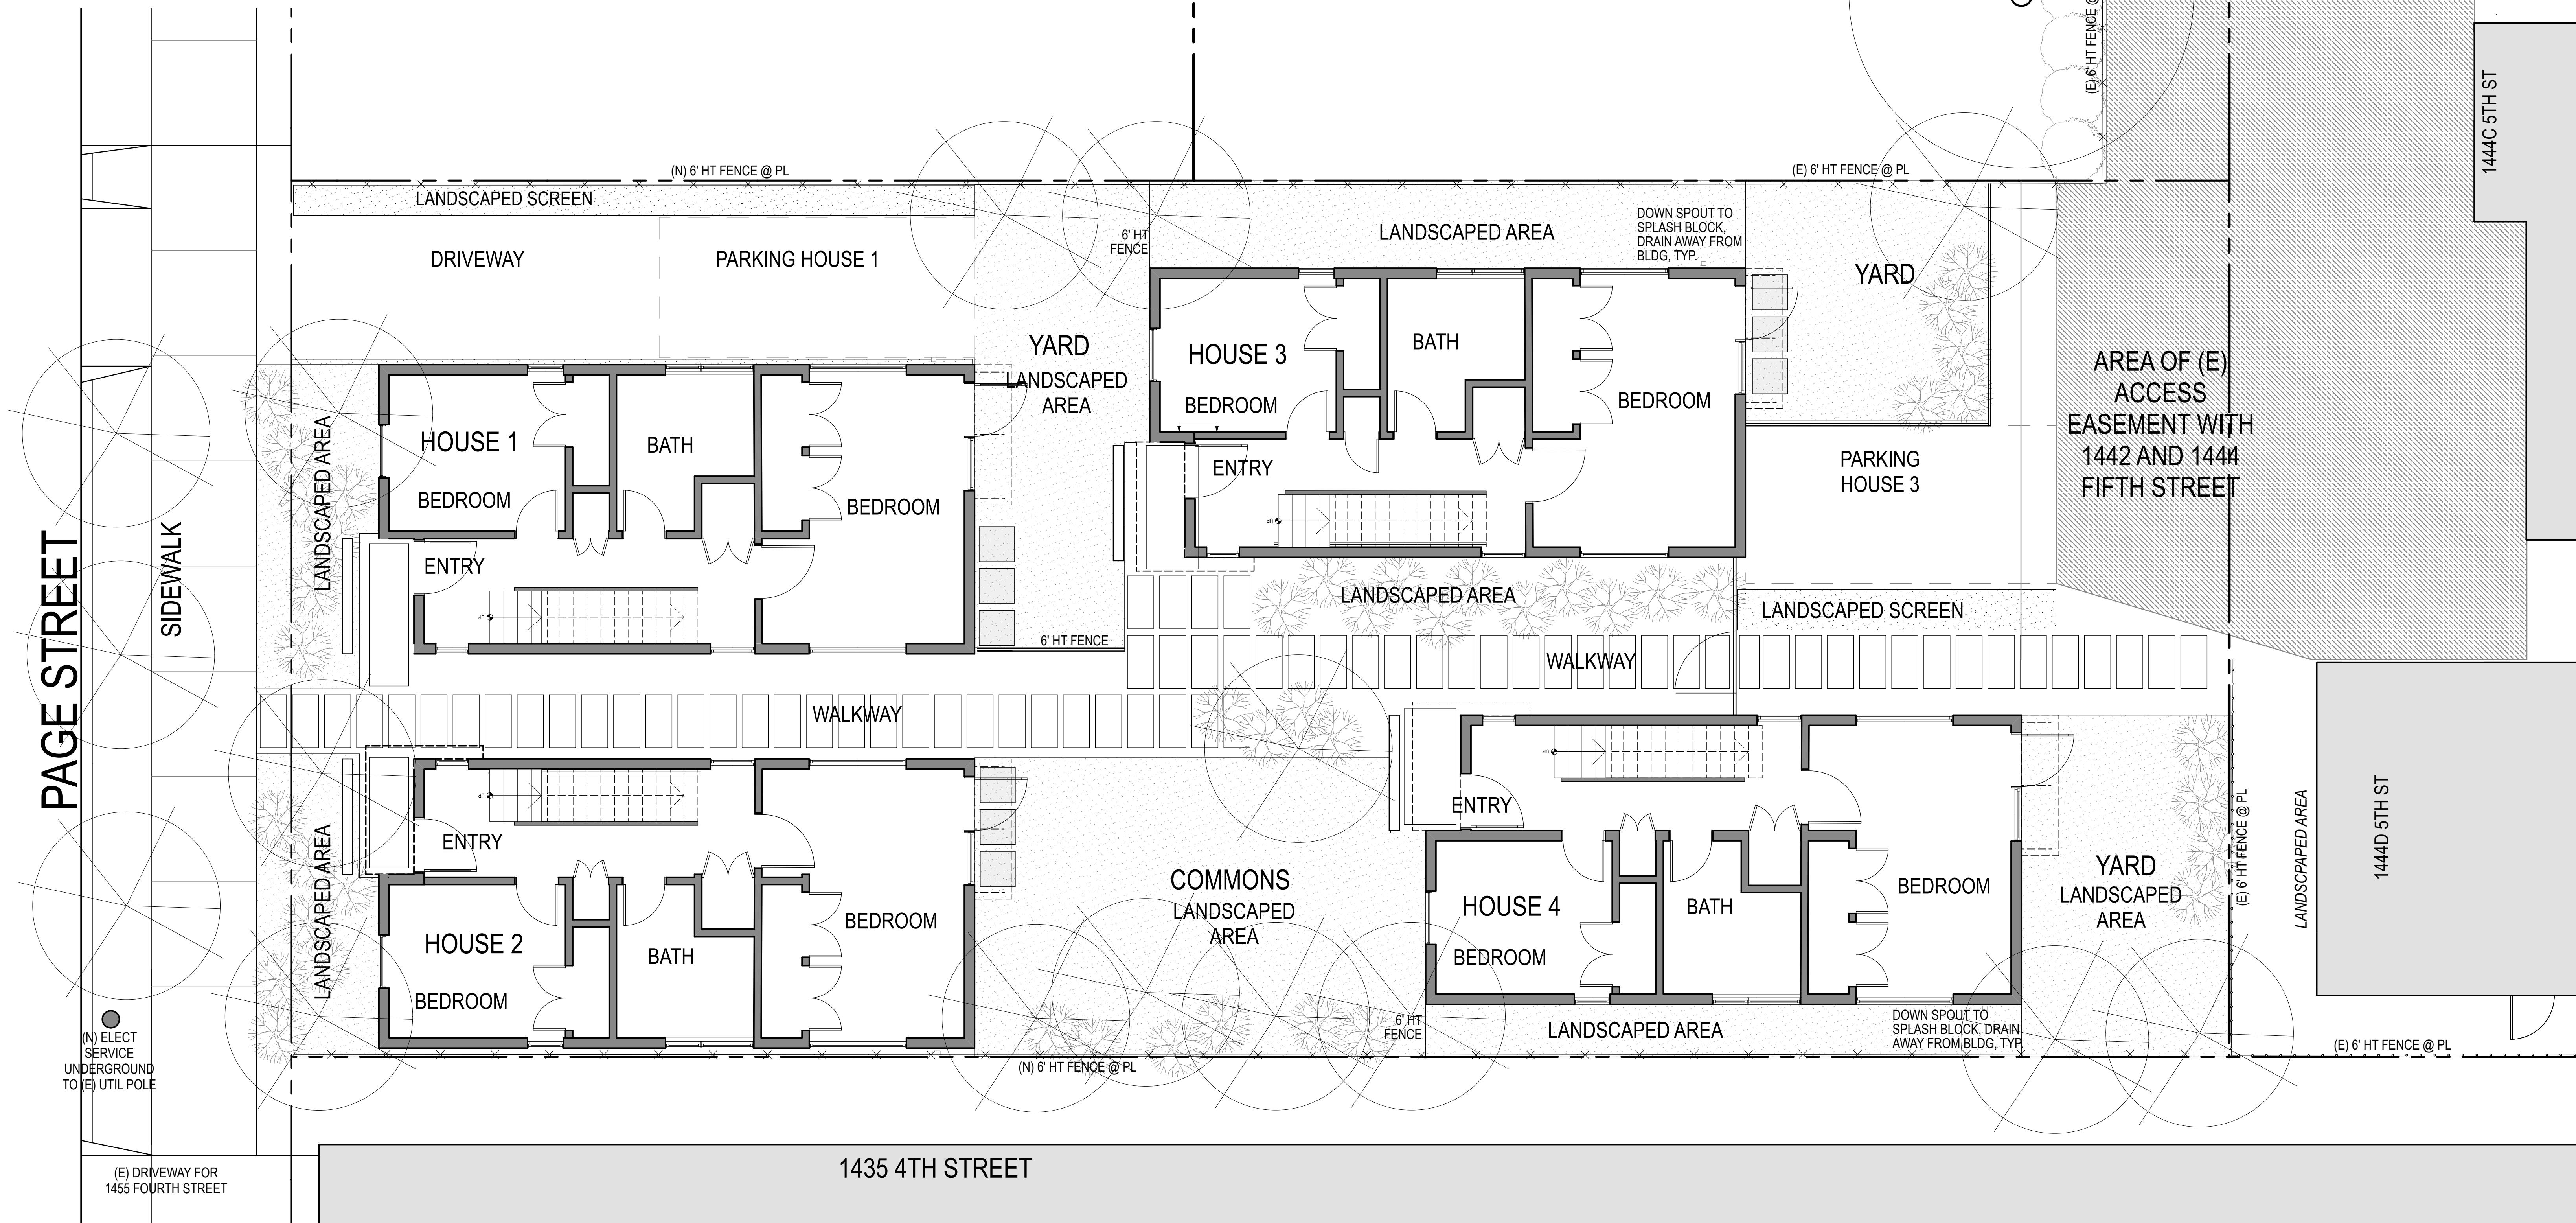 (E) 6' HT FENCE @
1444C 5TH ST
(N) 6' HT FENCE @ PL
(E) 6' HT FENCE @ PL
LANDSCAPED SCREEN
DRIVEWAY
PARKING HOUSE 1
6' HT
FENCE
LANDSCAPED AREA
DOWN SPOUT TO
SPLASH BLOCK,
DRAIN AWAY FROM
BLDG, TYP.
YARD
YARD
LANDSCAPED
AREA
HOUSE 3
BEDROOM
BATH
BEDROOM
ENTRY
UP
AREA OF (E)
ACCESS
EASEMENT WITH
1442 AND 1444
FIFTH STREET
PARKING
HOUSE 3
LANDSCAPED AREA
HOUSE 1
BEDROOM
BATH
BEDROOM
ENTRY
UP
PAGE STREET
SIDEWALK
6' HT FENCE
LANDSCAPED AREA
LANDSCAPED SCREEN
WALKWAY
WALKWAY
LANDSCAPED AREA
UP
ENTRY
HOUSE 2
BEDROOM
BATH
BEDROOM
COMMONS
LANDSCAPED
AREA
UP
ENTRY
HOUSE 4
BEDROOM
BATH
BEDROOM
YARD
LANDSCAPED
AREA
(E) 6' HT FENCE @ PL
LANDSCPAPED AREA
1444D 5TH ST
6' HT
FENCE
LANDSCAPED AREA
DOWN SPOUT TO
SPLASH BLOCK, DRAIN
AWAY FROM BLDG, TYP.
(N) ELECT
SERVICE
UNDERGROUND
TO (E) UTIL POLE
(N) 6' HT FENCE @ PL
(E) 6' HT FENCE @ PL
(E) DRIVEWAY FOR
1455 FOURTH STREET
1435 4TH STREET